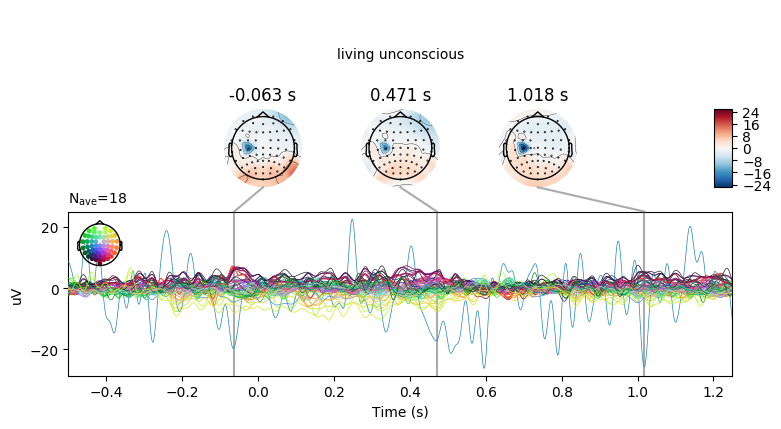 living unconscious
-0.063 s 0.471 s 1.018 s
24
16
8
0
−8
−16
−24
Nave=18
20
0
−20
uV
−0.4 −0.2 0.0 0.2 0.4 0.6 0.8 1.0 1.2
Time (s)